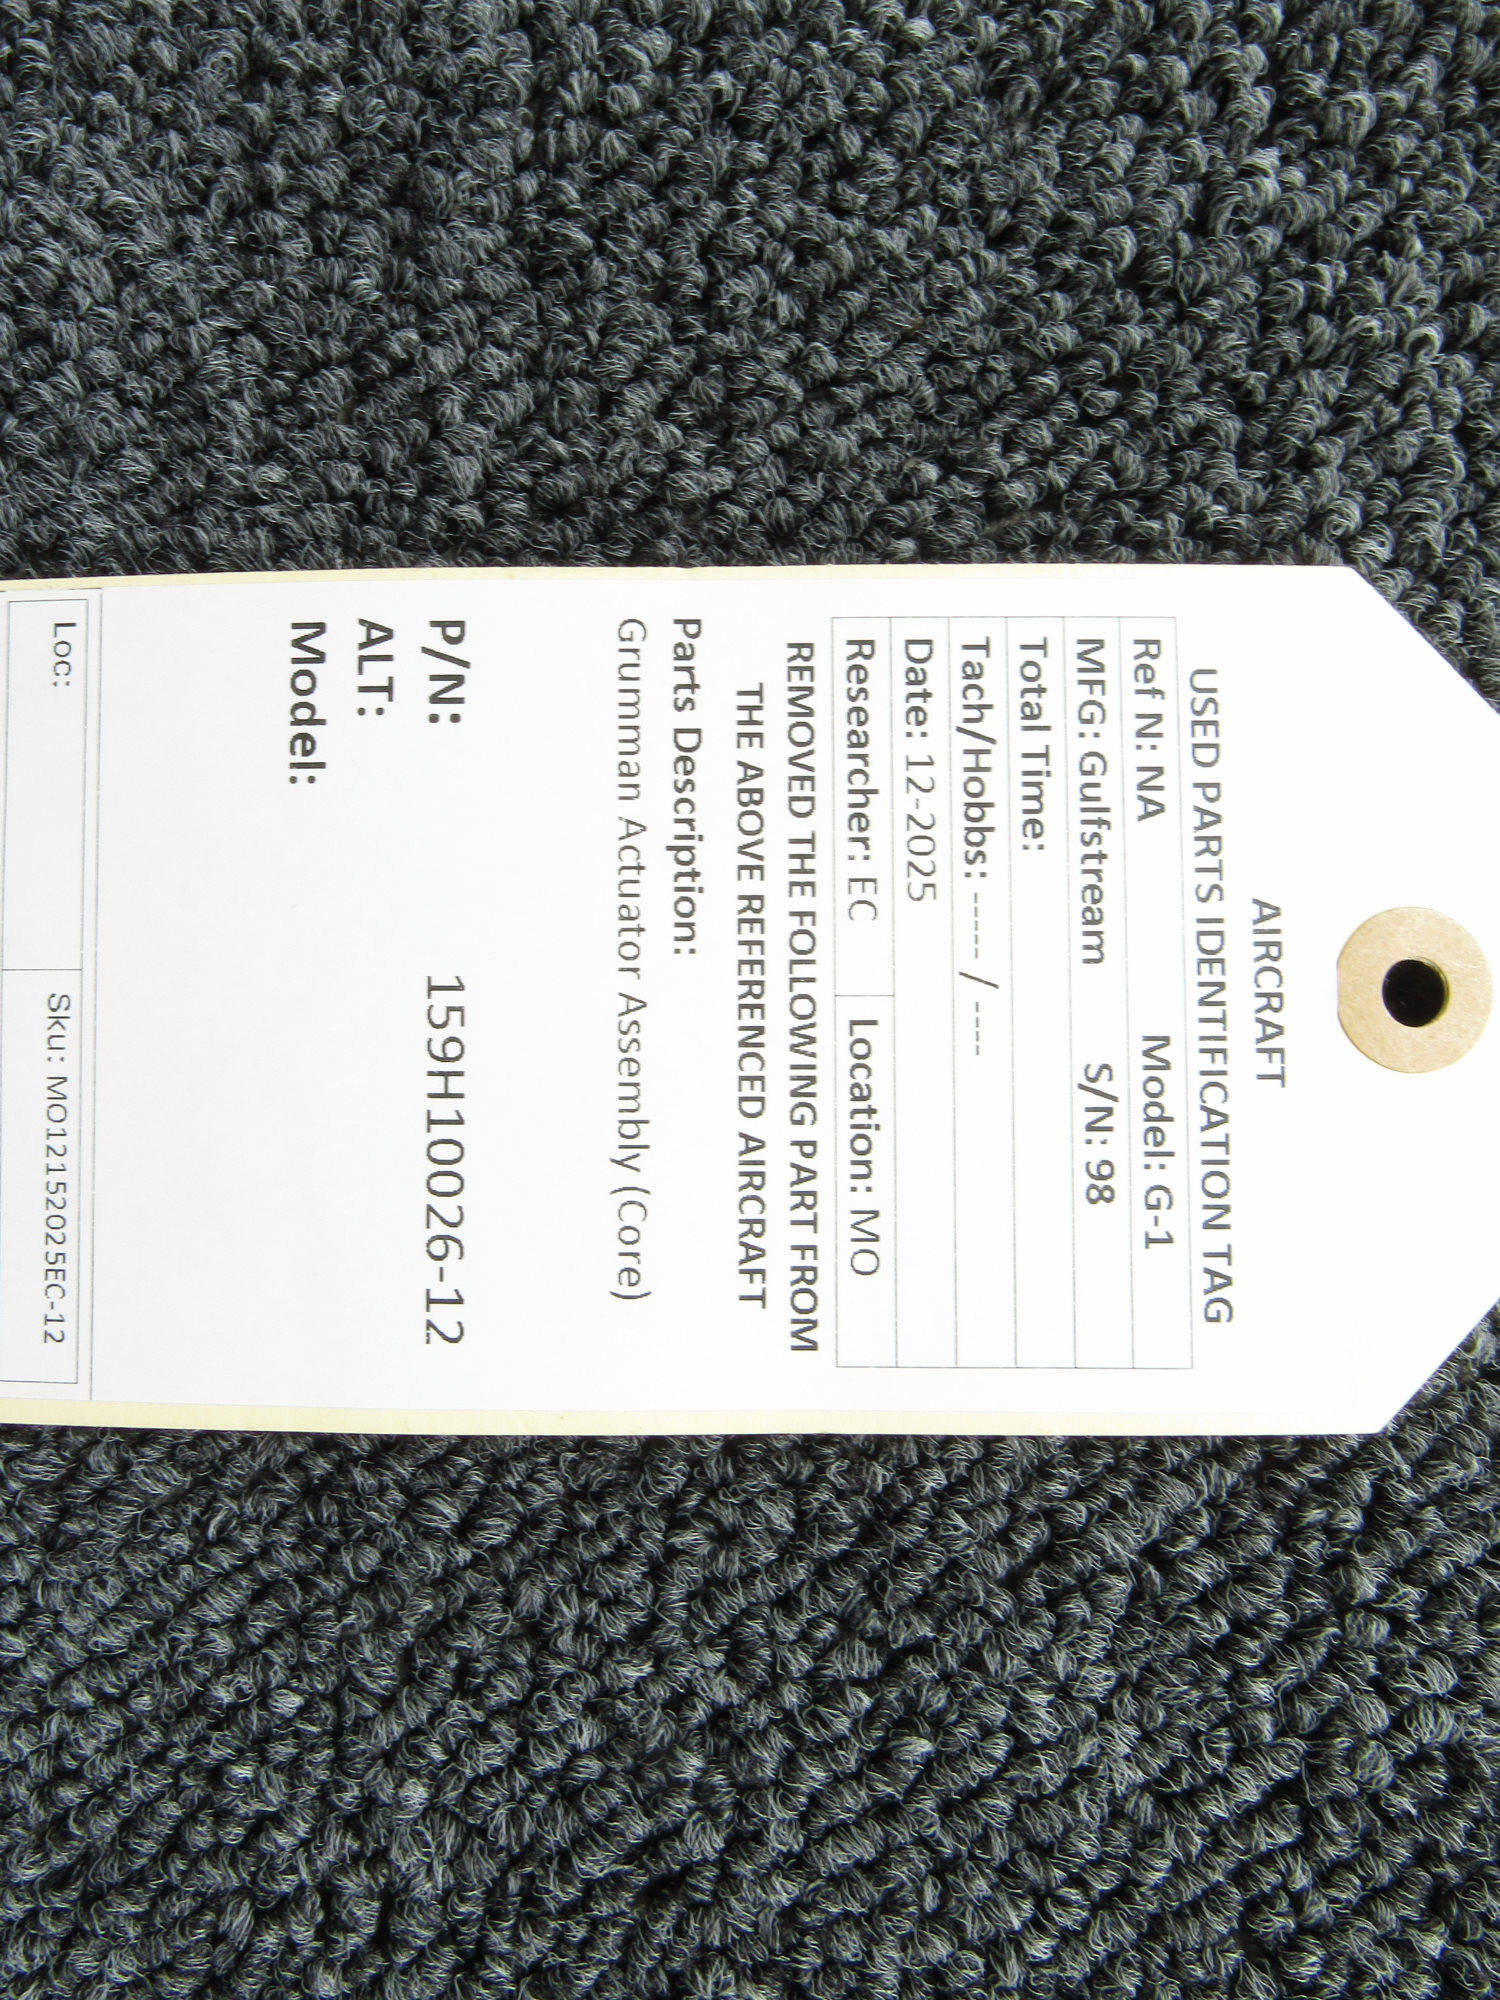 AIRCRAFT
USED PARTS IDENTIFICATION TAG
Ref N: NA Model: G-1
MFG: Gulfstream S/N: 98
Total Time:
Tach/Hobbs: ----- / ----
Date: 12-2025
Researcher: EC Location: MO
REMOVED THE FOLLOWING PART FROM
THE ABOVE REFERENCED AIRCRAFT
Parts Description:
Grumman Actuator Assembly (Core)
P/N: 159H10026-12
ALT:
Model:
Loc: Sku: MO12152025EC-12